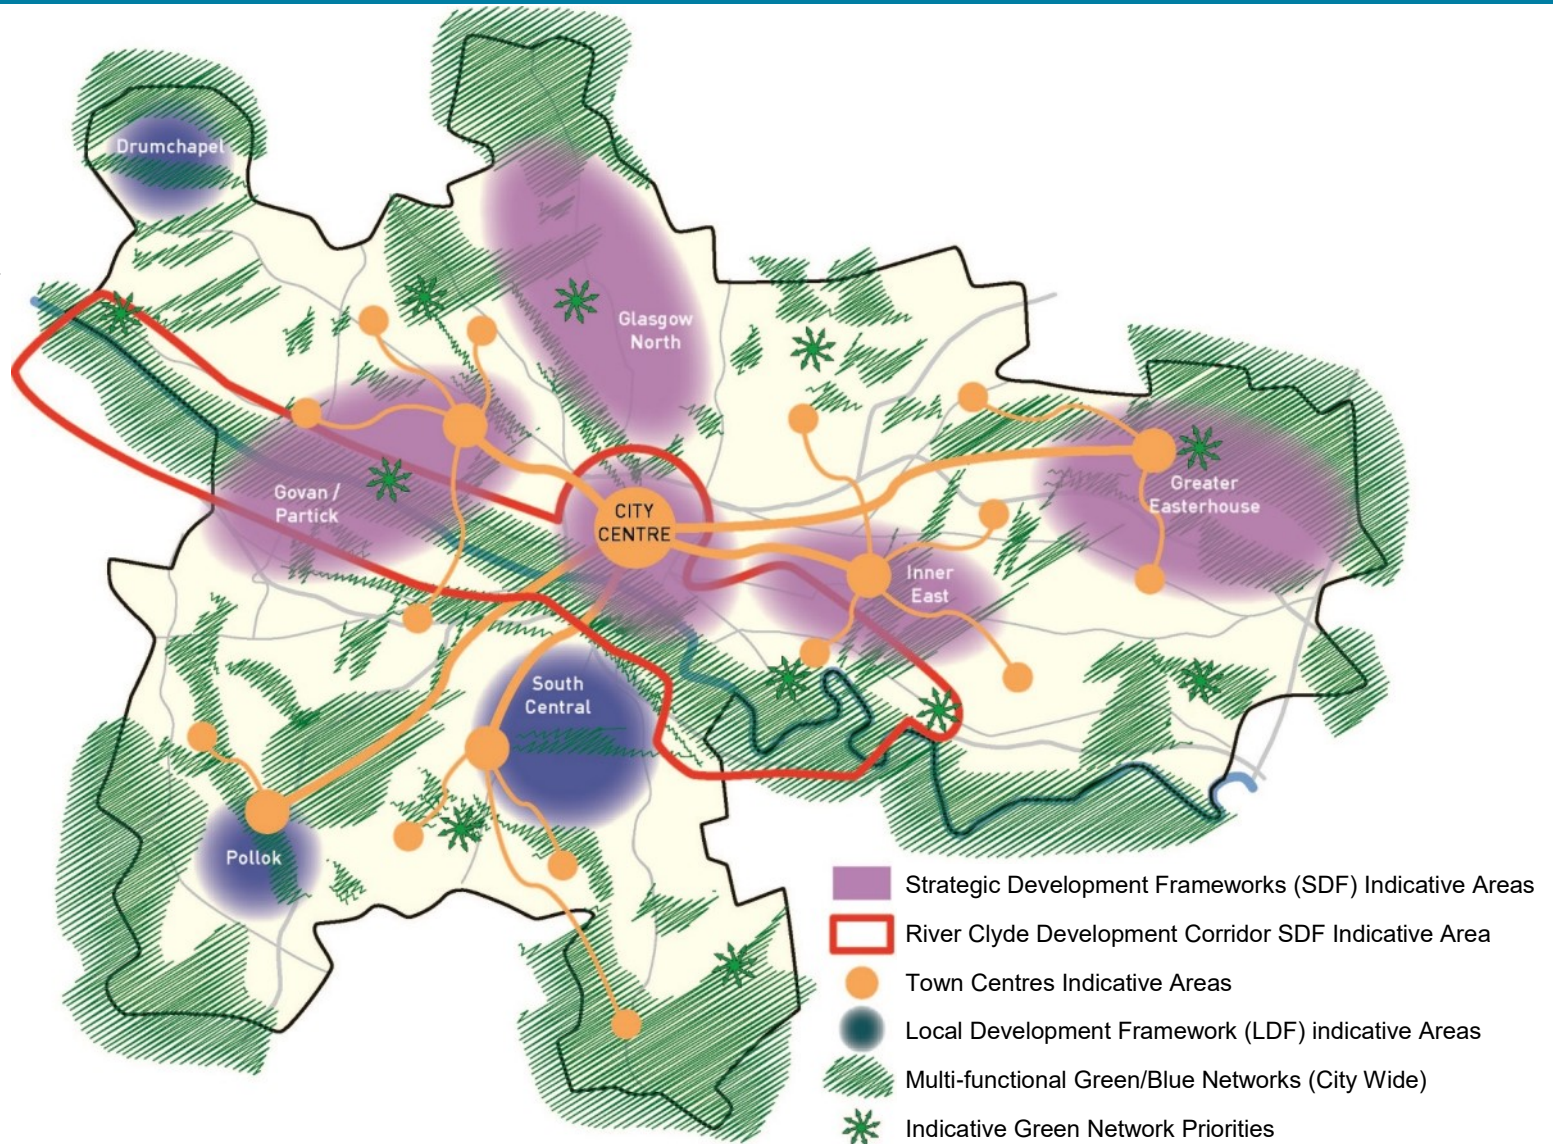 Drumchapel
Glasgow
North
Govan /
Partick
CITY
CENTRE
Greater
Easterhouse
Inner
East
South
Central
Pollok
Strategic Development Frameworks (SDF) Indicative Areas
River Clyde Development Corridor SDF Indicative Area
Town Centres Indicative Areas
Local Development Framework (LDF) indicative Areas
Multi-functional Green/Blue Networks (City Wide)
Indicative Green Network Priorities